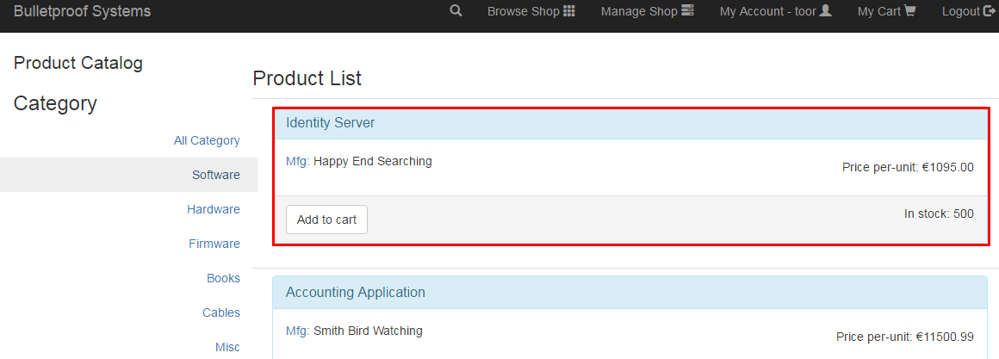 Bulletproof Systems Browse Shop Manage Shop My Account - toor My Cart Logout
Product Catalog
Category
All Category
Software
Hardware
Firmware
Books
Cables
Misc
Product List
Identity Server
Mfg: Happy End Searching
Price per-unit: €1095.00
Add to cart
In stock: 500
Accounting Application
Mfg: Smith Bird Watching
Price per-unit: €11500.99